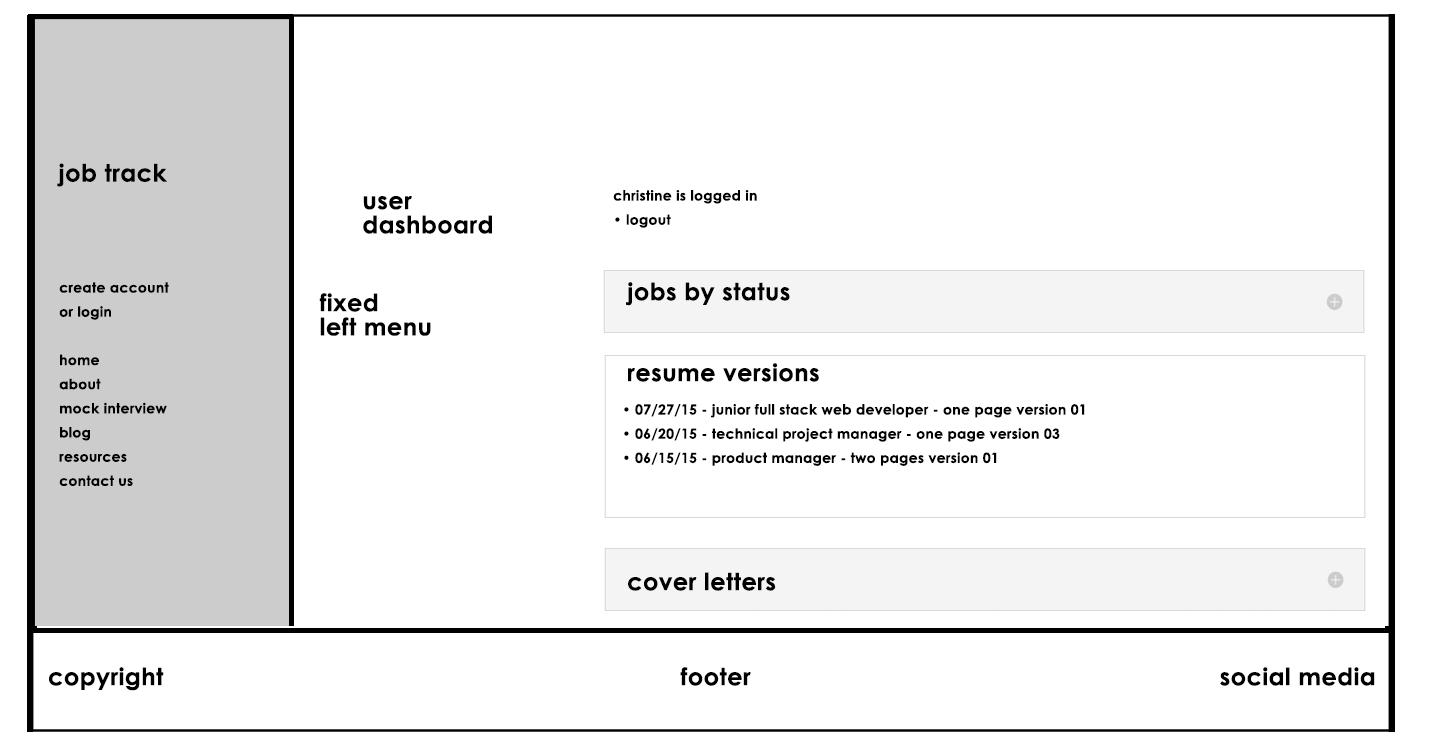 job track
create account
or login
home
about
mock interview
blog
resources
contact us
user
dashboard
fixed
left menu
christine is logged in
• logout
jobs by status
resume versions
• 07/27/15 - junior full stack web developer - one page version 01
• 06/20/15 - technical project manager - one page version 03
• 06/15/15 - product manager - two pages version 01
cover letters
copyright
footer
social media